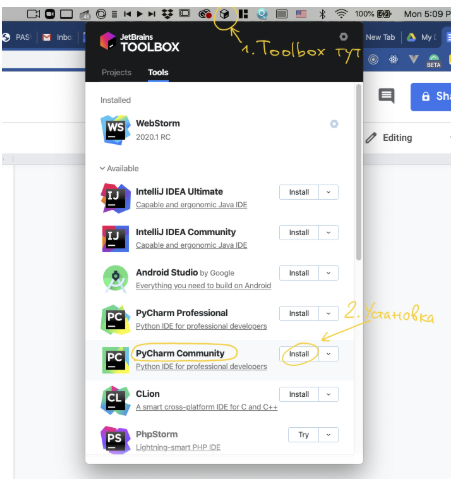 100%
Mon 5:09 P
PAS
Inbc
New Tab
My [
BETA
JetBrains
TOOLBOX
1. Toolbox тут
Projects
Tools
Sha
Editing
Installed
WS
WebStorm
2020.1 RC
Available
IJ
IntelliJ IDEA Ultimate
Capable and ergonomic Java IDE
Install
IJ
IntelliJ IDEA Community
Capable and ergonomic Java IDE
Install
Android Studio by Google
Everything you need to build on Android
Install
PC
PyCharm Professional
Python IDE for professional developers
Install
2. Установка
PC
PyCharm Community
Python IDE for professional developers
Install
CL
CLion
A smart cross-platform IDE for C and C++
Install
PS
PhpStorm
Lightning-smart PHP IDE
Try